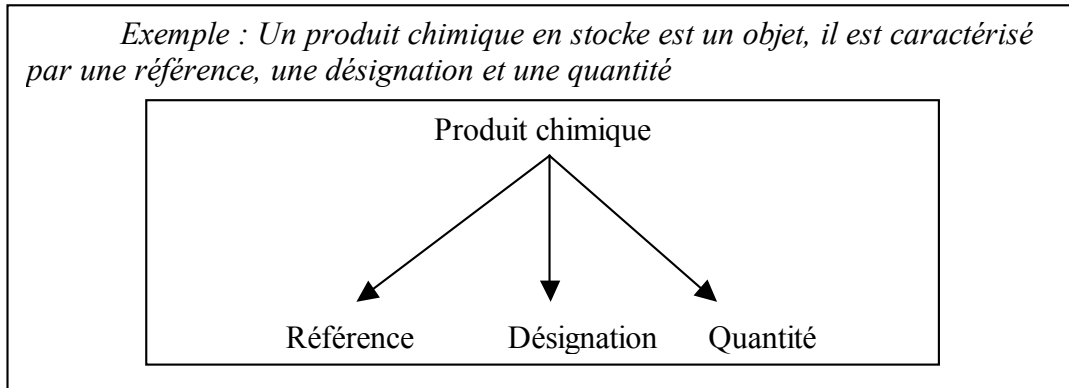 Exemple : Un produit chimique en stocke est un objet, il est caractérisé
par une référence, une désignation et une quantité
Produit chimique
Référence Désignation Quantité